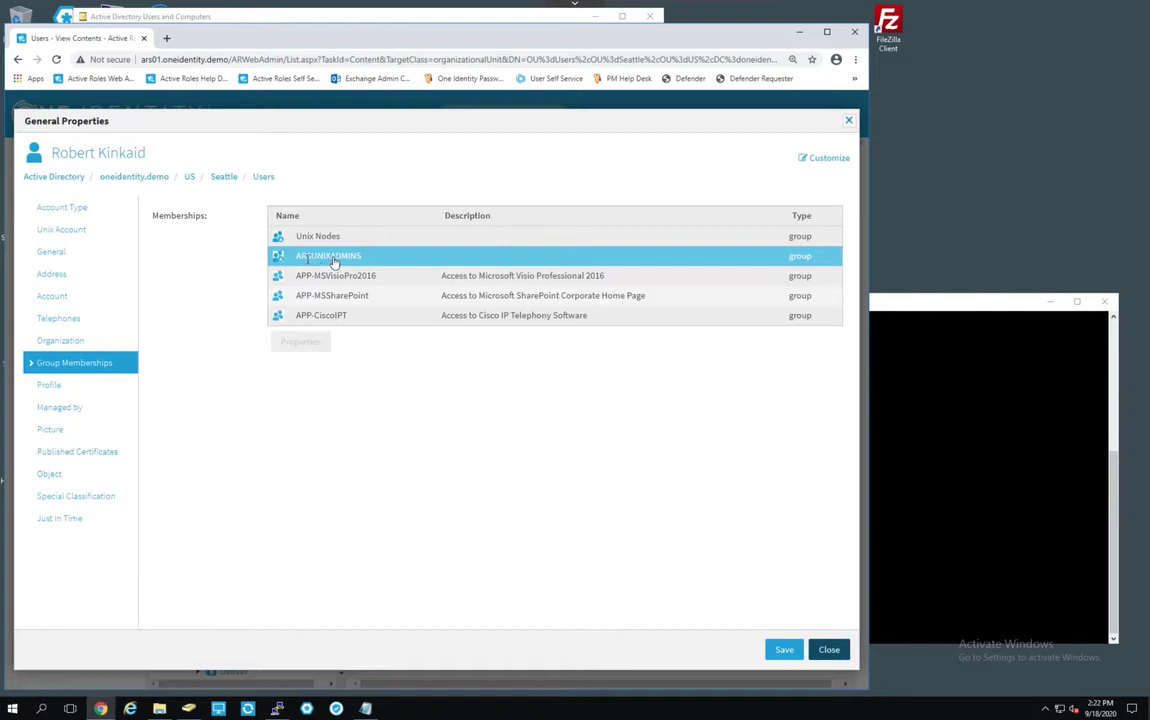 Active Directory Users and Computers
Users - View Contents - Active R
Not secure
ars01.oneidentity.demo/ARWebAdmin/List.aspx?TaskId=Content&TargetClass=organizationalUnit&DN=OU%3dUsers%2cOU%3dSeattle%2cOU%3dUS%2cDC%3doneiden...
Apps
Active Roles Web A...
Active Roles Help D...
Active Roles Self Se...
Exchange Admin C...
One Identity Passw...
User Self Service
PM Help Desk
Defender
Defender Requester
»
FileZilla
Client
General Properties
Robert Kinkaid
Customize
Active Directory / oneidentity.demo / US / Seattle / Users
Account Type
Unix Account
General
Address
Account
Telephones
Organization
Group Memberships
Profile
Managed by
Picture
Published Certificates
Object
Special Classification
Just In Time
Memberships:
Name Description Type
Unix Nodes group
group
APP-MSVisioPro2016 Access to Microsoft Visio Professional 2016 group
APP-MSSharePoint Access to Microsoft SharePoint Corporate Home Page group
APP-CiscoIPT Access to Cisco IP Telephony Software group
Properties
Save
Close
Denver
Activate Windows
Go to Settings to activate Windows.
2:22 PM
9/18/2020